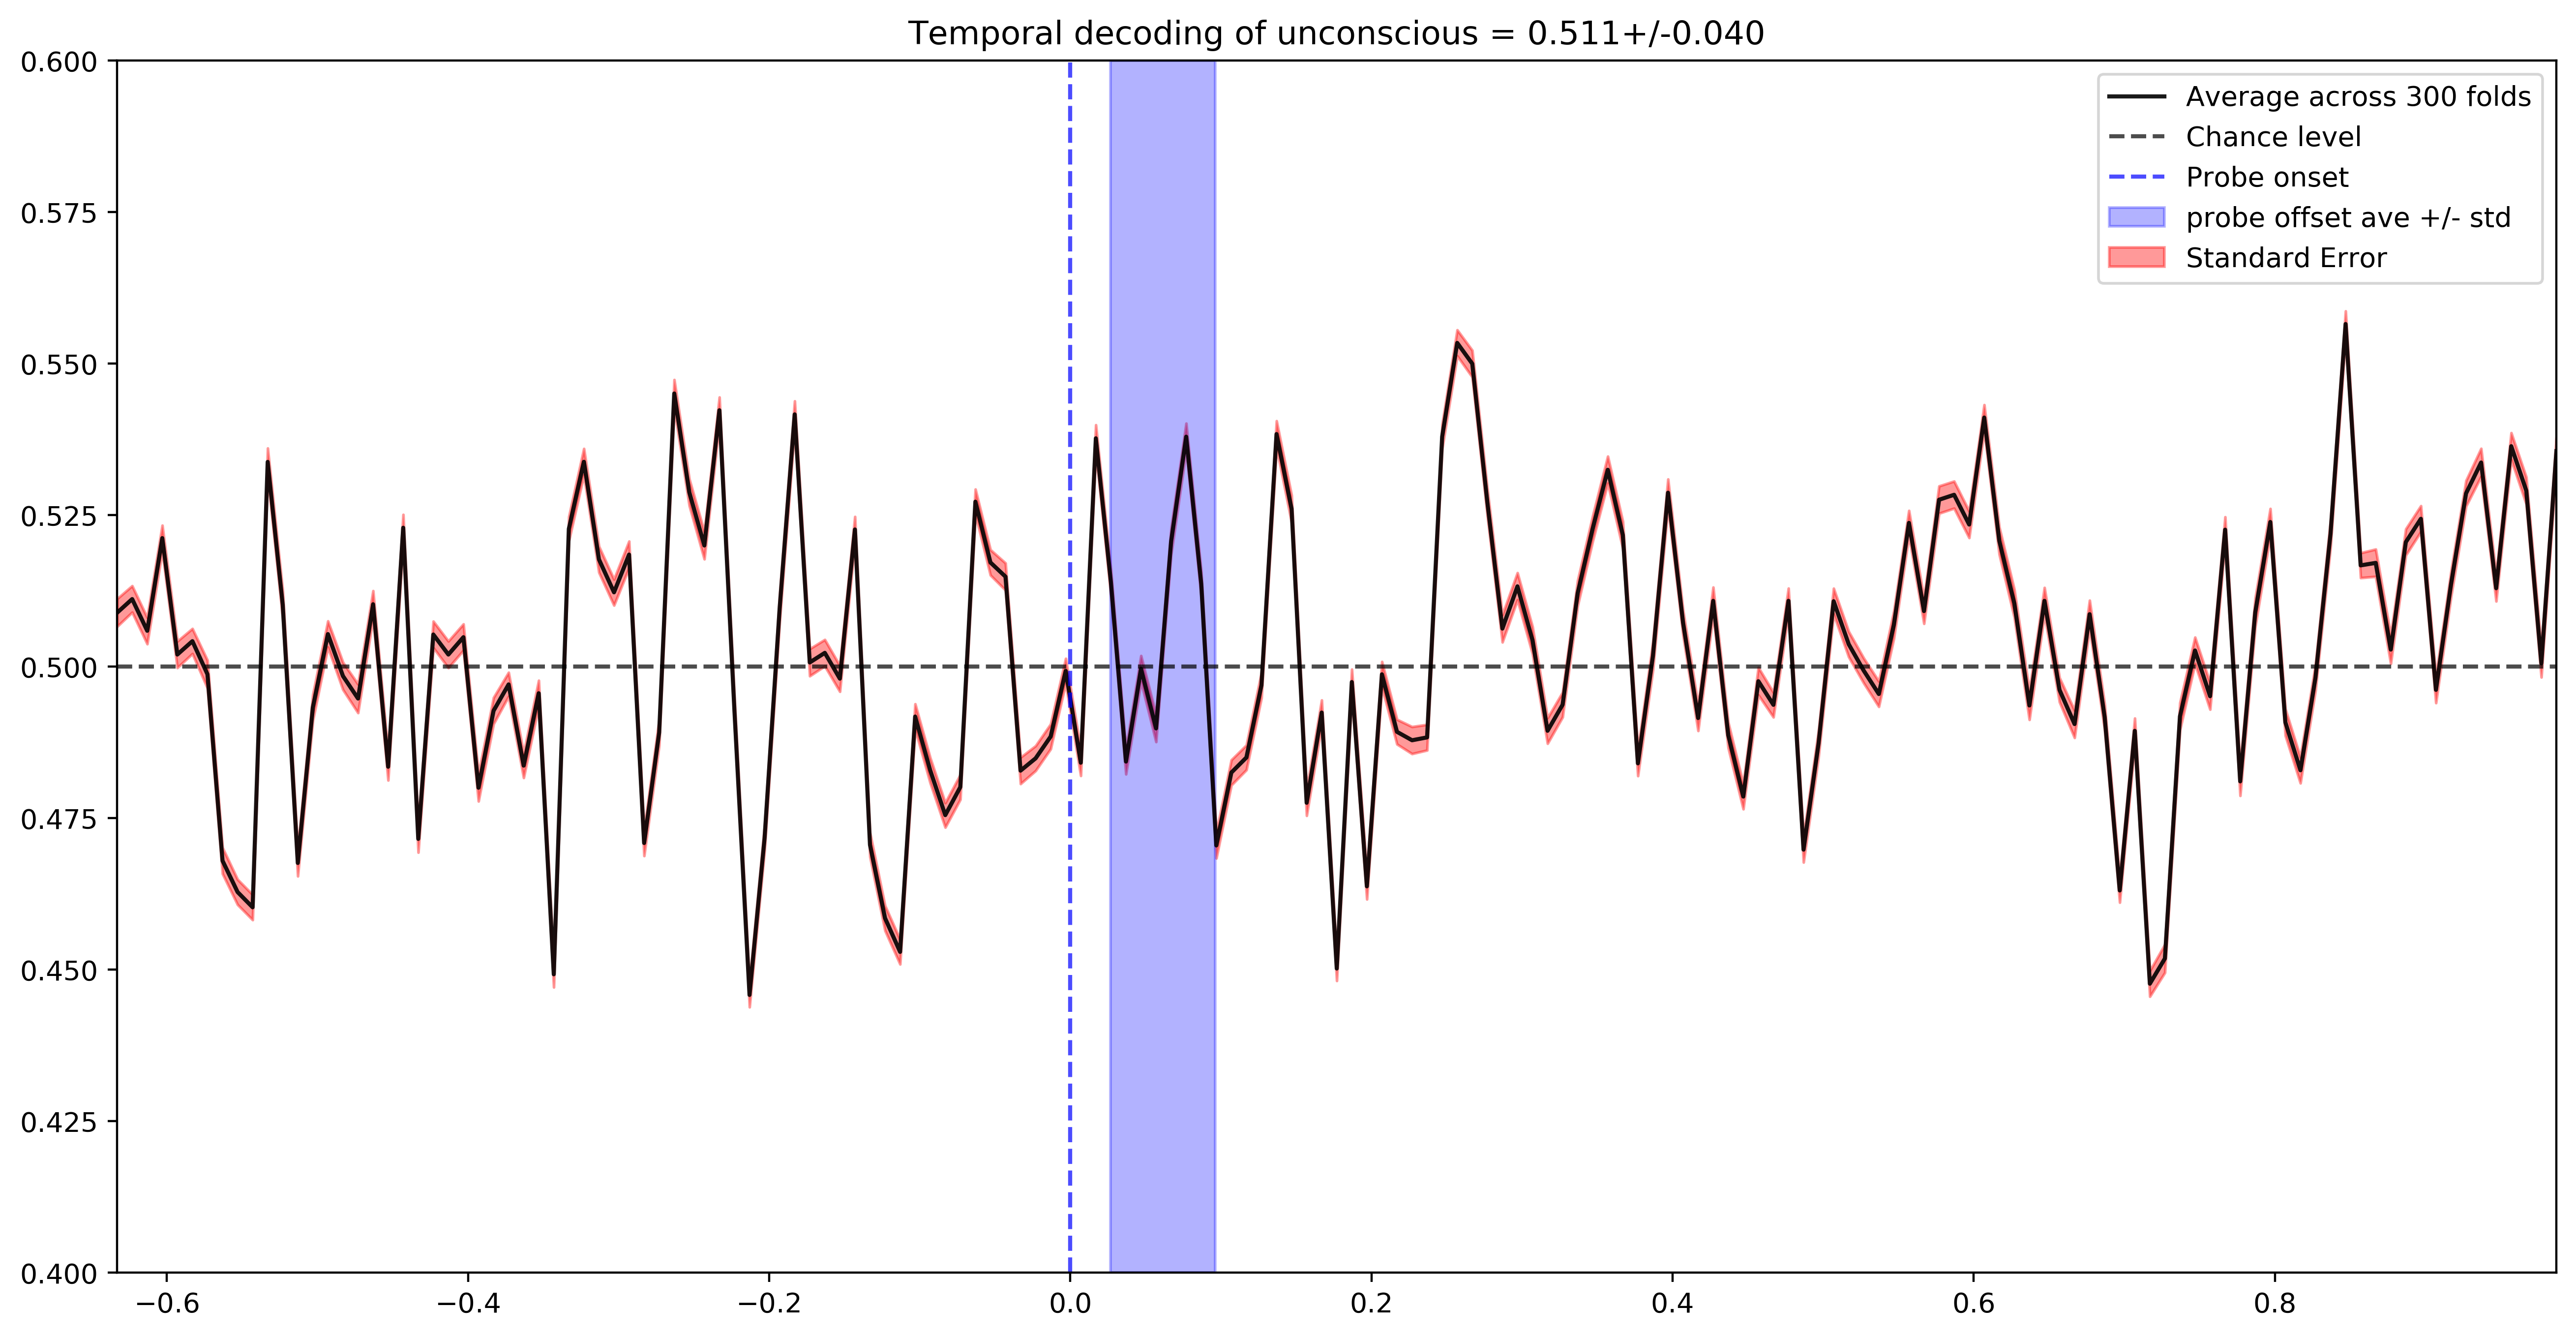 Temporal decoding of unconscious = 0.511+/-0.040
0.600
0.575
0.550
0.525
0.500
0.475
0.450
0.425
0.400
Average across 300 folds
Chance level
Probe onset
probe offset ave +/- std
Standard Error
−0.6
−0.4
−0.2
0.0
0.2
0.4
0.6
0.8